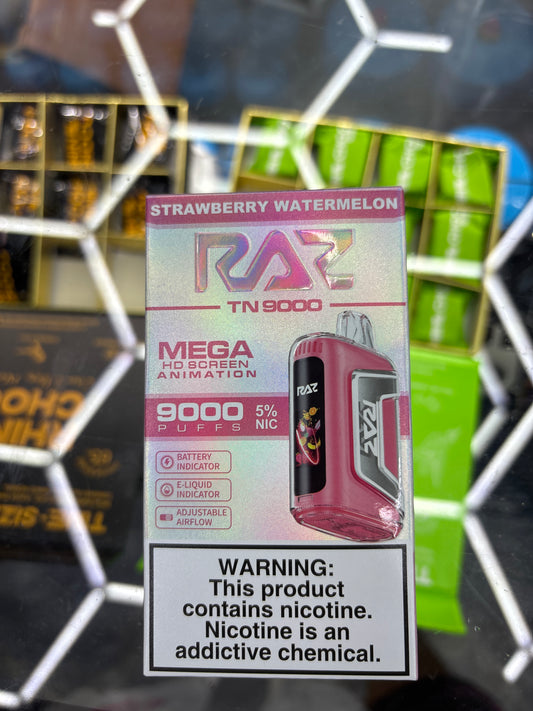 STRAWBERRY WATERMELON
RAZ
TN9000
MEGA
HD SCREEN
ANIMATION
9000
PUFFS
5%
NIC
BATTERY
INDICATOR
E-LIQUID
INDICATOR
ADJUSTABLE
AIRFLOW
RAZ
RAZ
WARNING:
This product
contains nicotine.
Nicotine is an
addictive chemical.